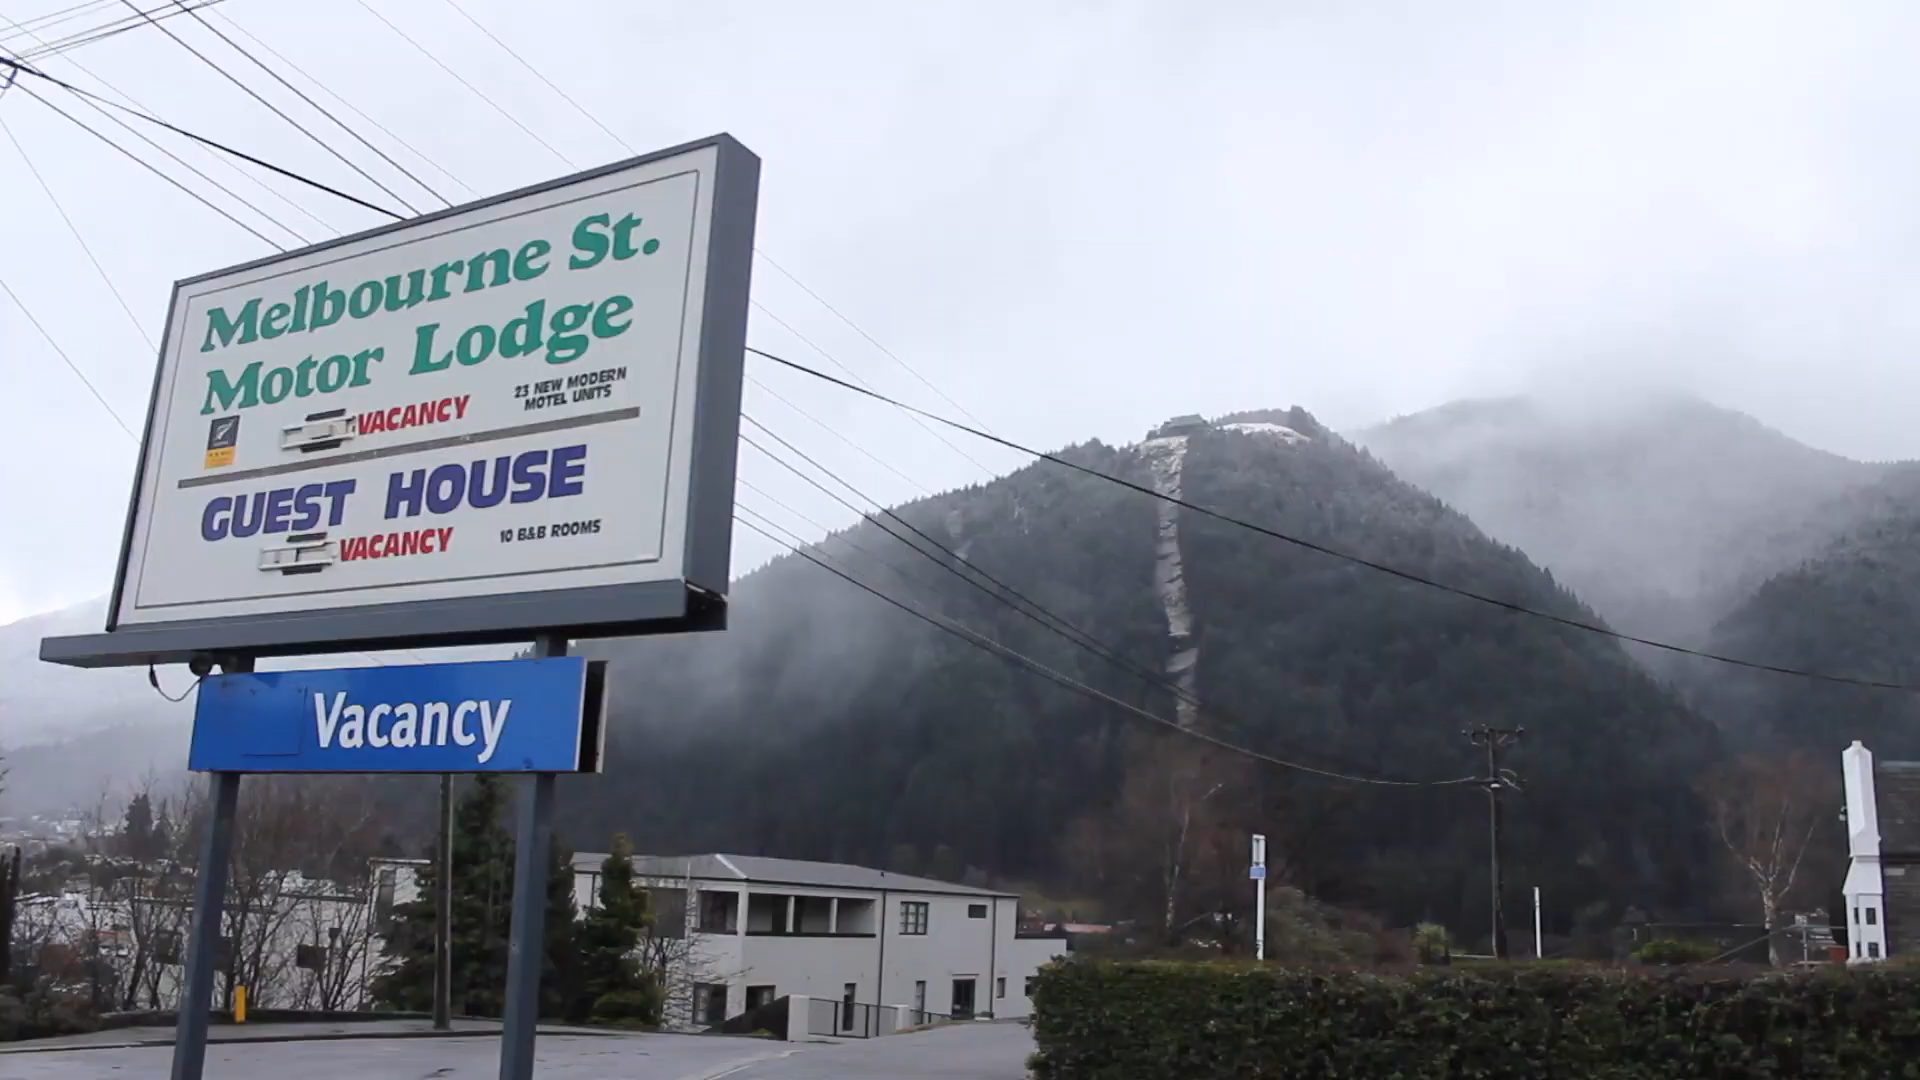 Melbourne St.
Motor Lodge
VACANCY
23 NEW MODERN
MOTEL UNITS
GUEST HOUSE
VACANCY
10 B&B ROOMS
Vacancy